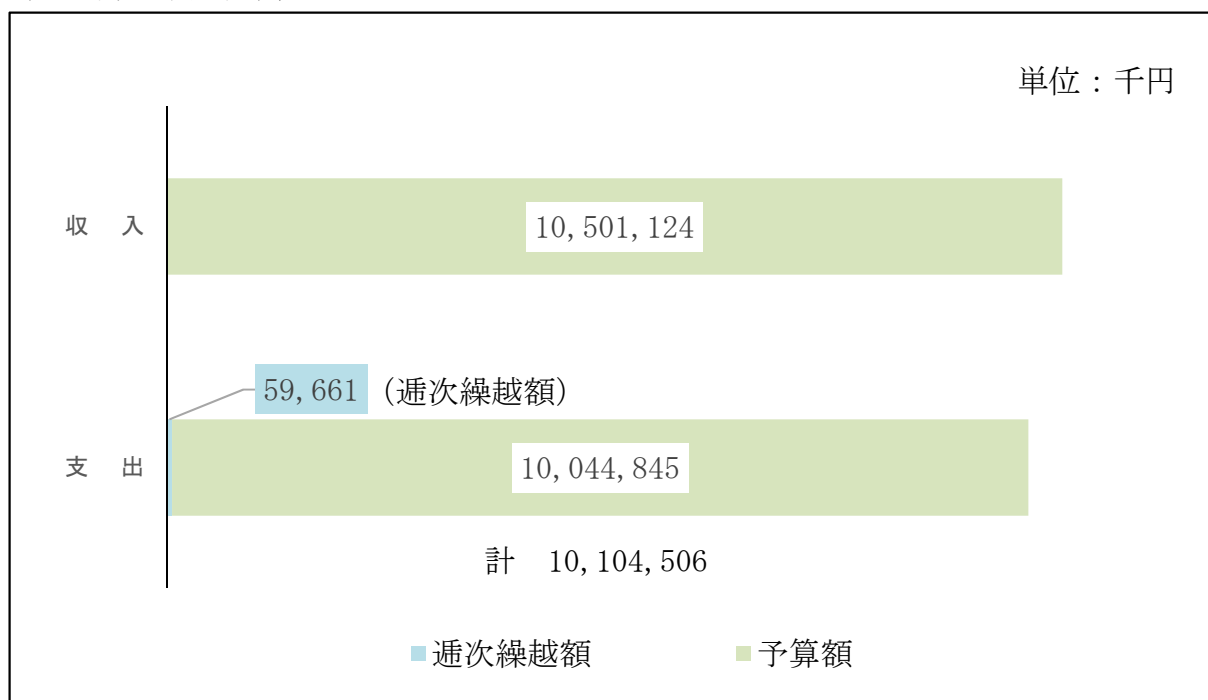 単位：千円
収　入
10,501,124
59,661（逓次繰越額）
支　出
10,044,845
計　10,104,506
逓次繰越額　予算額